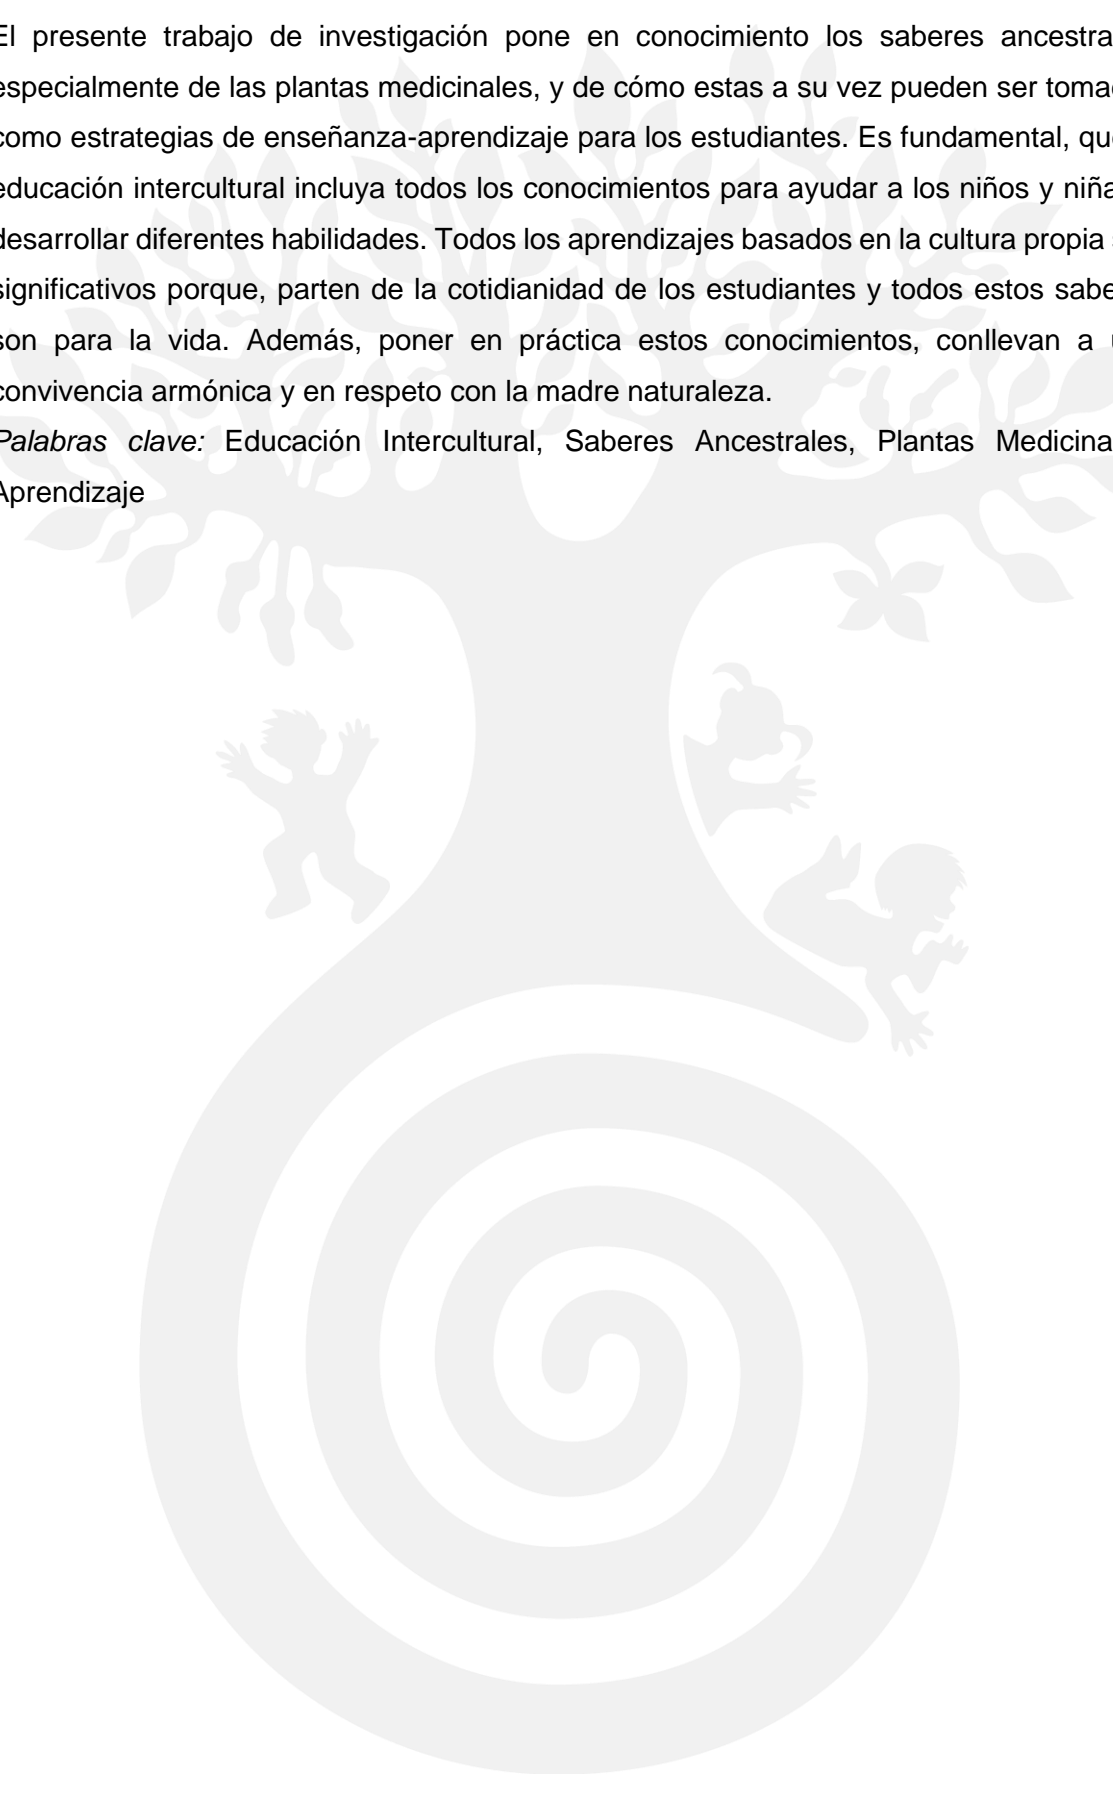 El presente trabajo de investigación pone en conocimiento los saberes ancestra
especialmente de las plantas medicinales, y de cómo estas a su vez pueden ser tomad
como estrategias de enseñanza-aprendizaje para los estudiantes. Es fundamental, que
educación intercultural incluya todos los conocimientos para ayudar a los niños y niña
desarrollar diferentes habilidades. Todos los aprendizajes basados en la cultura propia s
significativos porque, parten de la cotidianidad de los estudiantes y todos estos sabe
son para la vida. Además, poner en práctica estos conocimientos, conllevan a u
convivencia armónica y en respeto con la madre naturaleza.
Palabras clave: Educación Intercultural, Saberes Ancestrales, Plantas Medicina
Aprendizaje